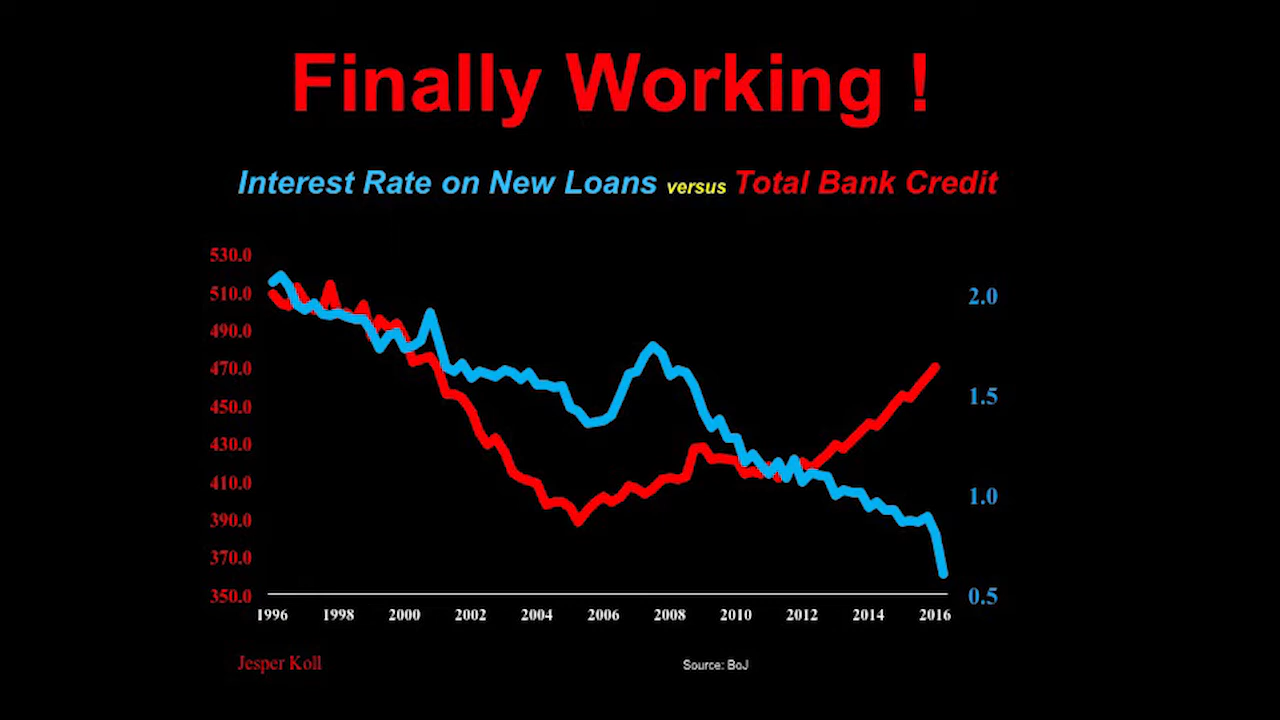 Finally Working !
Interest Rate on New Loans versus Total Bank Credit
530.0
510.0
490.0
470.0
450.0
430.0
410.0
390.0
370.0
350.0
2.0
1.5
1.0
0.5
1996 1998 2000 2002 2004 2006 2008 2010 2012 2014 2016
Jesper Koll
Source: BoJ